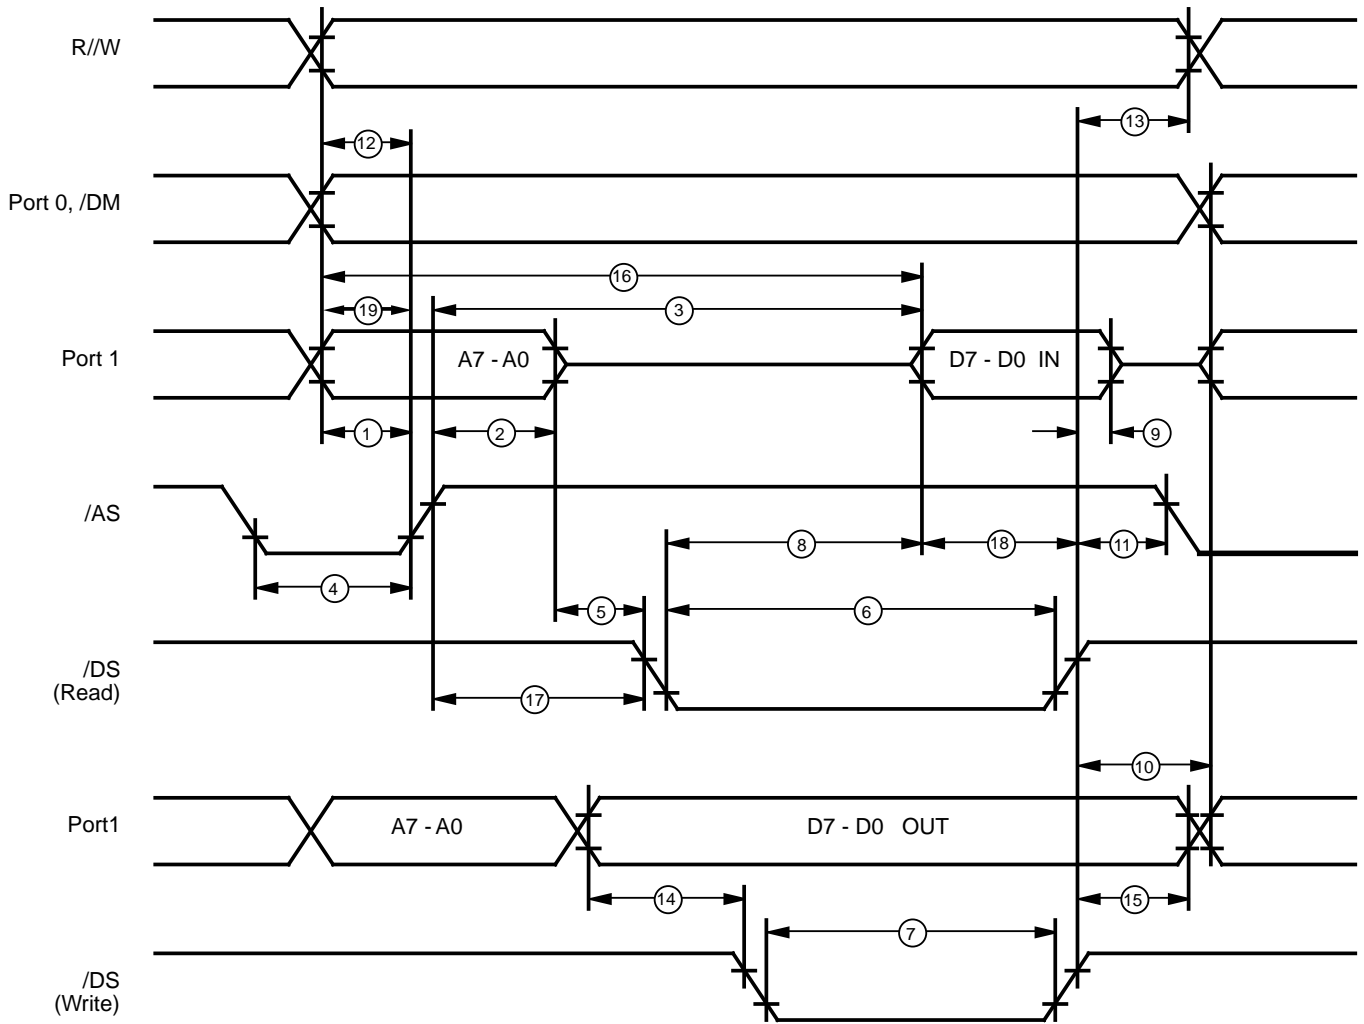 R//W
13
12
Port 0, /DM
16
19
3
Port 1
A7 - A0
D7 - D0 IN
1
2
9
/AS
8
18
11
4
5
6
/DS
(Read)
17
10
Port1
A7 - A0
D7 - D0 OUT
14
15
7
/DS
(Write)